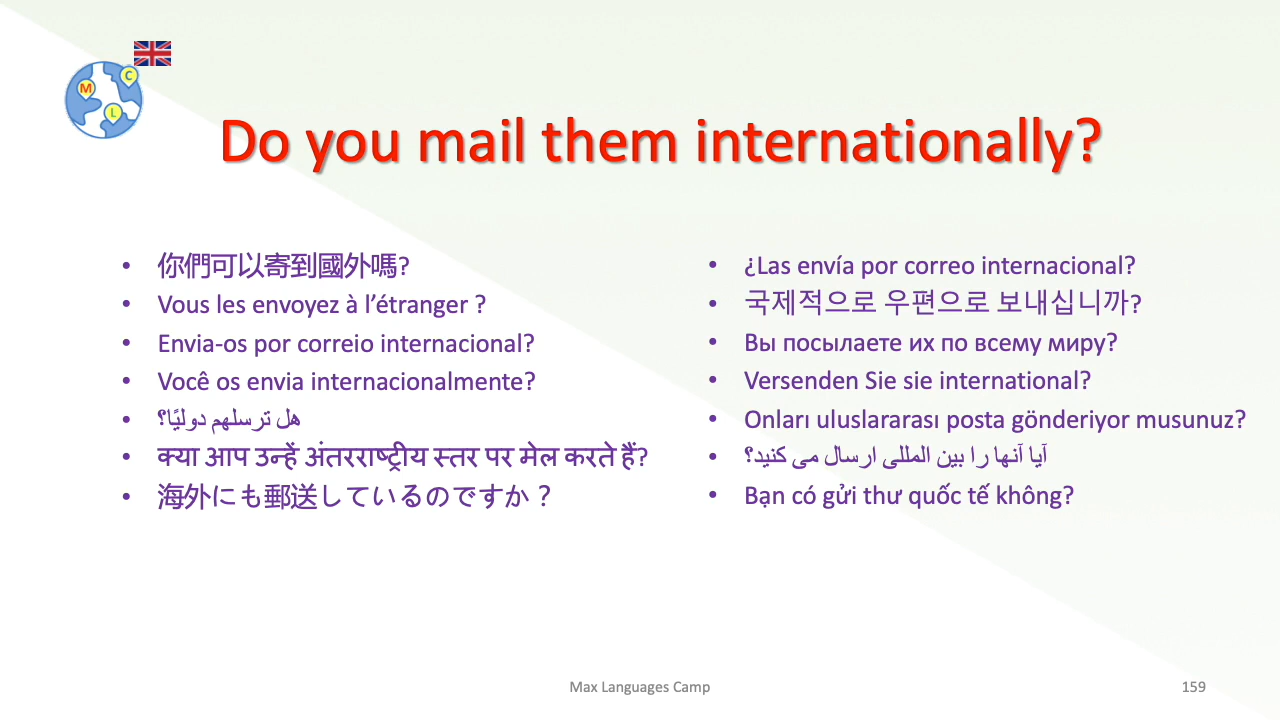 M
C
L
Do you mail them internationally?
• 你們可以寄到國外嗎?
• Vous les envoyez à l’étranger ?
• Envia-os por correio internacional?
• Você os envia internacionalmente?
• هل ترسلهم دوليًا؟
• क्या आप उन्हें अंतरराष्ट्रीय स्तर पर मेल करते हैं?
• 海外にも郵送しているのですか？
• ¿Las envía por correo internacional?
• 국제적으로 우편으로 보내십니까?
• Вы посылаете их по всему миру?
• Versenden Sie sie international?
• Onları uluslararası posta gönderiyor musunuz?
• آیا آنها را بین المللی ارسال می کنید؟
• Bạn có gửi thư quốc tế không?
Max Languages Camp
159